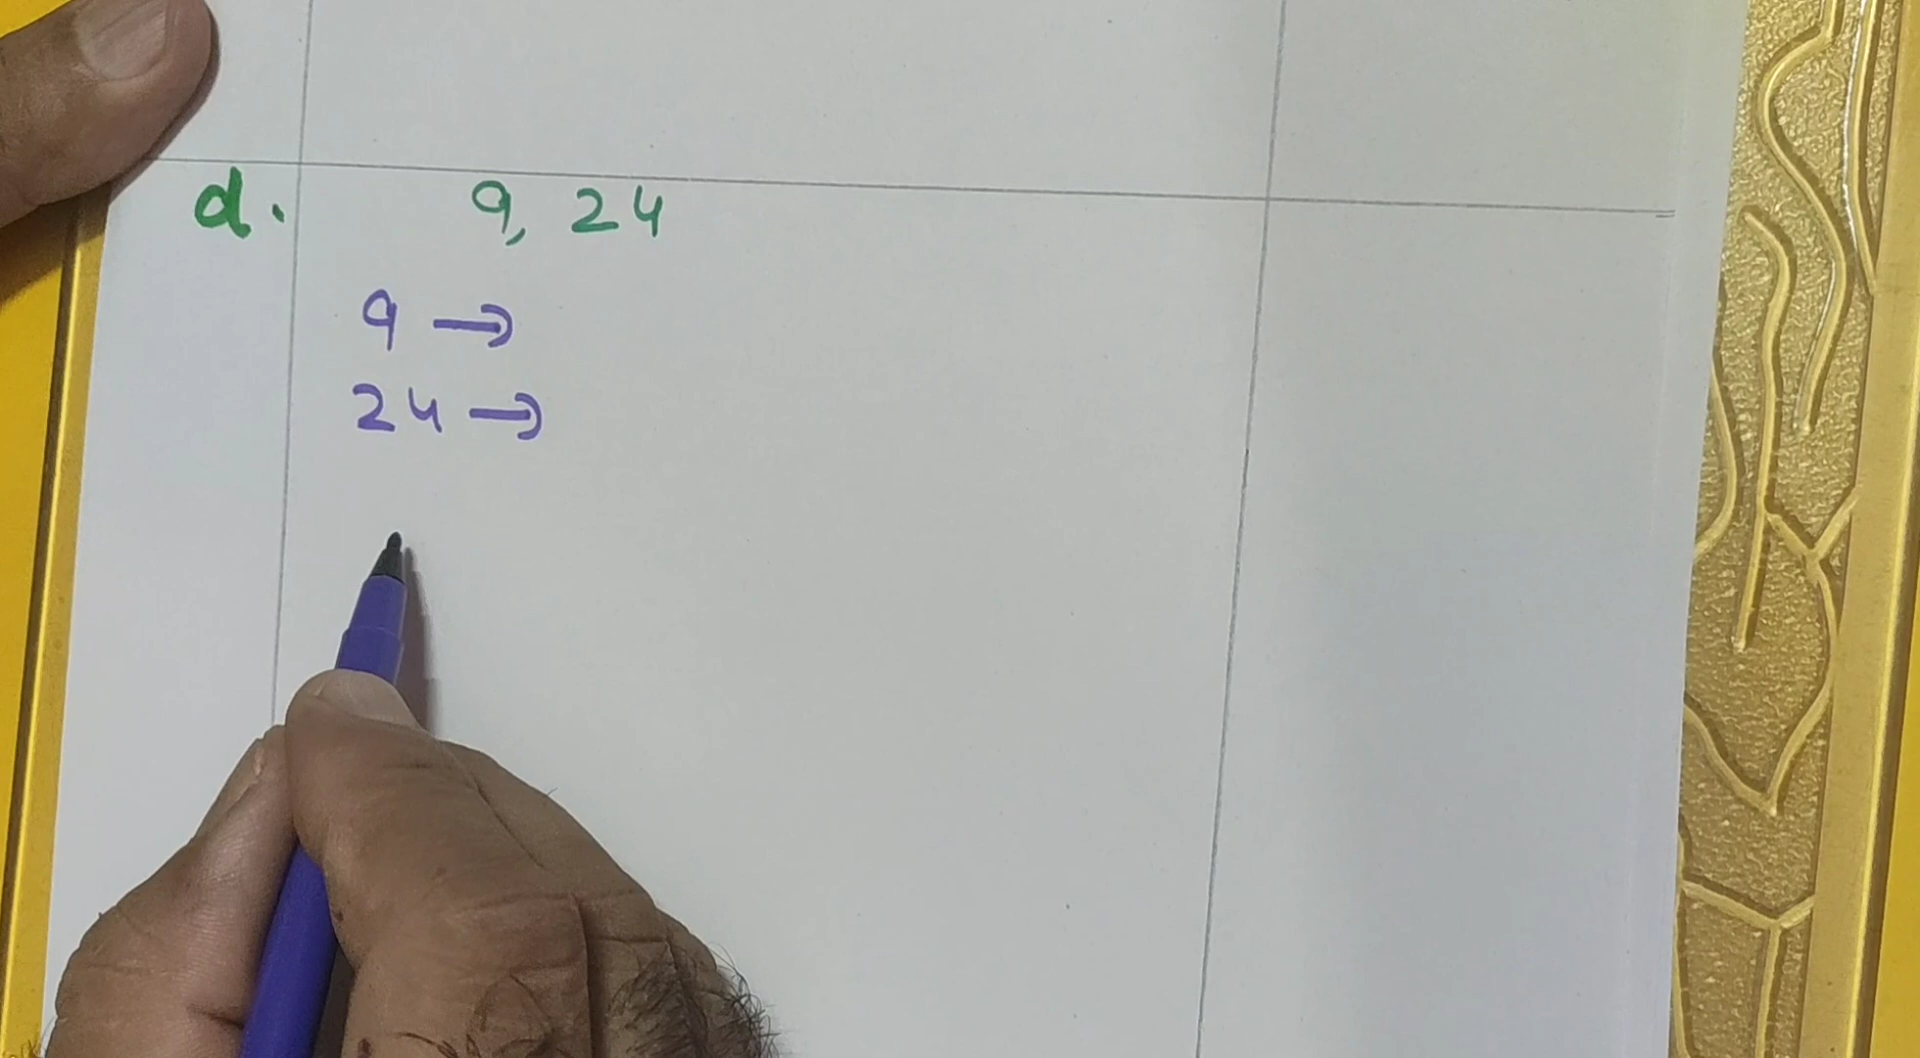 d. 9, 24
9 →
24 →